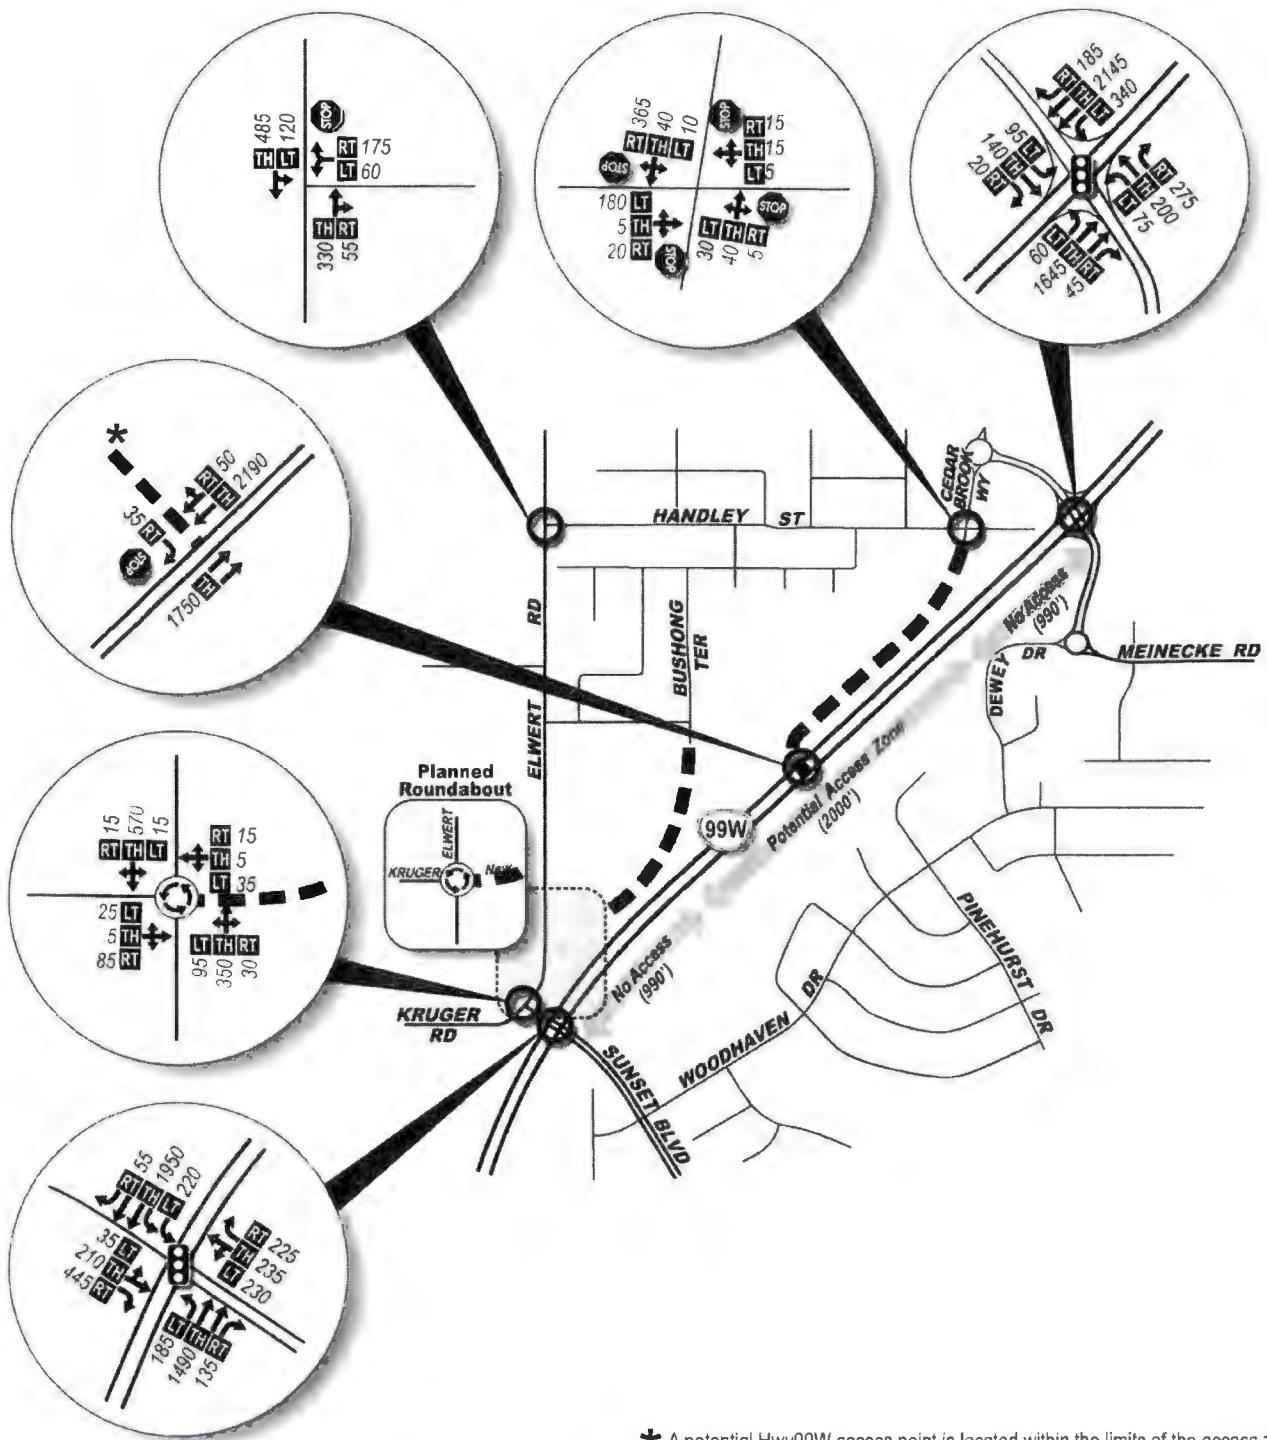 485
120
TH LT
STOP
RT 175
LT 60
TH RT
330
55
365
40
10
RT TH LT
STOP
RT 15
TH 15
LT 5
STOP
180 LT
5 TH
20 RT
STOP
LT TH RT
30
40
5
STOP
185
2145
340
RT TH LT
95 LT
140 TH
20 RT
RT 275
TH 200
LT 75
LT TH RT
60
1645
45
*
50
2190
RT TH
35 RT
STOP
TH
1750
CEDAR
BROOK
WY
HANDLEY ST
ELWERT RD
BUSHONG
TER
No Access
(990')
DEWEY DR
MEINECKE RD
Potential Access Zone
(2000')
99W
Planned
Roundabout
ELWERT
KRUGER
New
15
570
15
RT TH LT
RT 15
TH 5
LT 35
25 LT
5 TH
85 RT
LT TH RT
95
350
30
No Access
(990')
KRUGER
RD
SUNSET BLVD
WOODHAVEN DR
PINEHURST DR
55
1950
220
RT TH LT
35 LT
210 TH
445 RT
RT 225
TH 235
LT 230
LT TH RT
185
1490
135
* A potential Hwy99W access point is located within the limits of the access